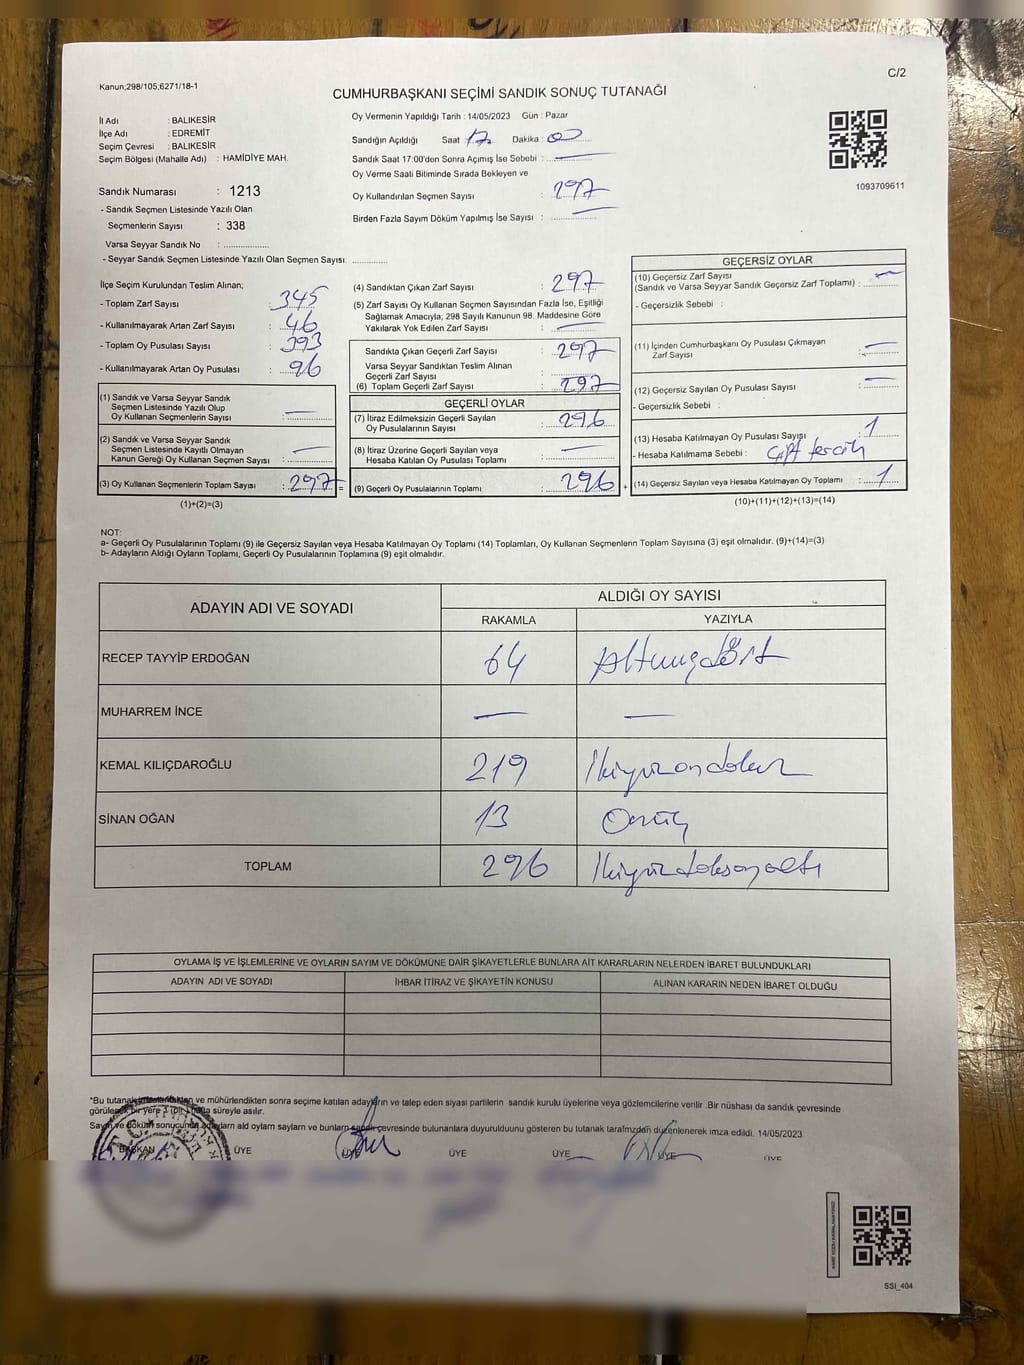 Kanun;298/105;6271/18-1
C/2
CUMHURBAŞKANI SEÇİMİ SANDIK SONUÇ TUTANAĞI
İl Adı : BALIKESİR
İlçe Adı : EDREMİT
Seçim Çevresi : BALIKESİR
Seçim Bölgesi (Mahalle Adı) : HAMİDİYE MAH.
Sandık Numarası : 1213
- Sandık Seçmen Listesinde Yazılı Olan
Seçmenlerin Sayısı : 338
Varsa Seyyar Sandık No : ..................
- Seyyar Sandık Seçmen Listesinde Yazılı Olan Seçmen Sayısı: ..............
Oy Vermenin Yapıldığı Tarih : 14/05/2023 Gün : Pazar
Sandığın Açıldığı Saat : 17 Dakika : 00
Sandık Saat 17:00'den Sonra Açımış İse Sebebi : —
Oy Verme Saati Bitiminde Sırada Bekleyen ve
Oy Kullandırılan Seçmen Sayısı : 297
Birden Fazla Sayım Döküm Yapılmış İse Sayısı : —
1093709611
İlçe Seçim Kurulundan Teslim Alınan;
- Toplam Zarf Sayısı : 345
- Kullanılmayarak Artan Zarf Sayısı : 46
- Toplam Oy Pusulası Sayısı : 393
- Kullanılmayarak Artan Oy Pusulası : 96
(1) Sandık ve Varsa Seyyar Sandık
Seçmen Listesinde Yazılı Olup
Oy Kullanan Seçmenlerin Sayısı : —
(2) Sandık ve Varsa Seyyar Sandık
Seçmen Listesinde Kayıtlı Olmayan
Kanun Gereği Oy Kullanan Seçmen Sayısı : —
(3) Oy Kullanan Seçmenlerin Toplam Sayısı : 297 =
(1)+(2)=(3)
(4) Sandıktan Çıkan Zarf Sayısı : 297
(5) Zarf Sayısı Oy Kullanan Seçmen Sayısından Fazla İse, Eşitliği
Sağlamak Amacıyla; 298 Sayılı Kanunun 98. Maddesine Göre
Yakılarak Yok Edilen Zarf Sayısı : —
Sandıkta Çıkan Geçerli Zarf Sayısı : 297
Varsa Seyyar Sandıktan Teslim Alınan
Geçerli Zarf Sayısı :
(6) Toplam Geçerli Zarf Sayısı : 297
GEÇERLİ OYLAR
(7) İtiraz Edilmeksizin Geçerli Sayılan
Oy Pusulalarının Sayısı : 296
(8) İtiraz Üzerine Geçerli Sayılan veya
Hesaba Katılan Oy Pusulası Toplamı : —
(9) Geçerli Oy Pusulalarının Toplamı : 296 +
GEÇERSİZ OYLAR
(10) Geçersiz Zarf Sayısı
(Sandık ve Varsa Seyyar Sandık Geçersiz Zarf Toplamı) : —
- Geçersizlik Sebebi :
(11) İçinden Cumhurbaşkanı Oy Pusulası Çıkmayan
Zarf Sayısı : —
(12) Geçersiz Sayılan Oy Pusulası Sayısı : —
- Geçersizlik Sebebi :
(13) Hesaba Katılmayan Oy Pusulası Sayısı : 1
- Hesaba Katılmama Sebebi : Çift tercih
(14) Geçersiz Sayılan veya Hesaba Katılmayan Oy Toplamı : 1
(10)+(11)+(12)+(13)=(14)
NOT:
a- Geçerli Oy Pusulalarının Toplamı (9) ile Geçersiz Sayılan veya Hesaba Katılmayan Oy Toplamı (14) Toplamları, Oy Kullanan Seçmenlerin Toplam Sayısına (3) eşit olmalıdır. (9)+(14)=(3)
b- Adayların Aldığı Oyların Toplamı, Geçerli Oy Pusulalarının Toplamına (9) eşit olmalıdır.
ADAYIN ADI VE SOYADI ALDIĞI OY SAYISI
RAKAMLA YAZIYLA
RECEP TAYYİP ERDOĞAN 64 Altmışdört
MUHARREM İNCE — —
KEMAL KILIÇDAROĞLU 219 İkiyüzondokuz
SİNAN OĞAN 13 Onüç
TOPLAM 296 İkiyüzdoksanaltı
OYLAMA İŞ VE İŞLEMLERİNE VE OYLARIN SAYIM VE DÖKÜMÜNE DAİR ŞİKAYETLERLE BUNLARA AİT KARARLARIN NELERDEN İBARET BULUNDUKLARI
ADAYIN ADI VE SOYADI İHBAR İTİRAZ VE ŞİKAYETİN KONUSU ALINAN KARARIN NEDEN İBARET OLDUĞU
*Bu tutanak ve mühürlendikten sonra seçime katılan adayların ve talep eden siyasi partilerin sandık kurulu üyelerine veya gözlemcilerine verilir .Bir nüshası da sandık çevresinde
görülecek bir yere süreyle asılır.
Sayım ve döküm sonucunun adayların ald oyların sayları ve bunların sandık çevresinde bulunanlara duyurulduunu gösteren bu tutanak tarafmzdan düzenlenerek imza edildi. 14/05/2023
BAŞKAN ÜYE ÜYE ÜYE ÜYE ÜYE ÜYE
SSI_404